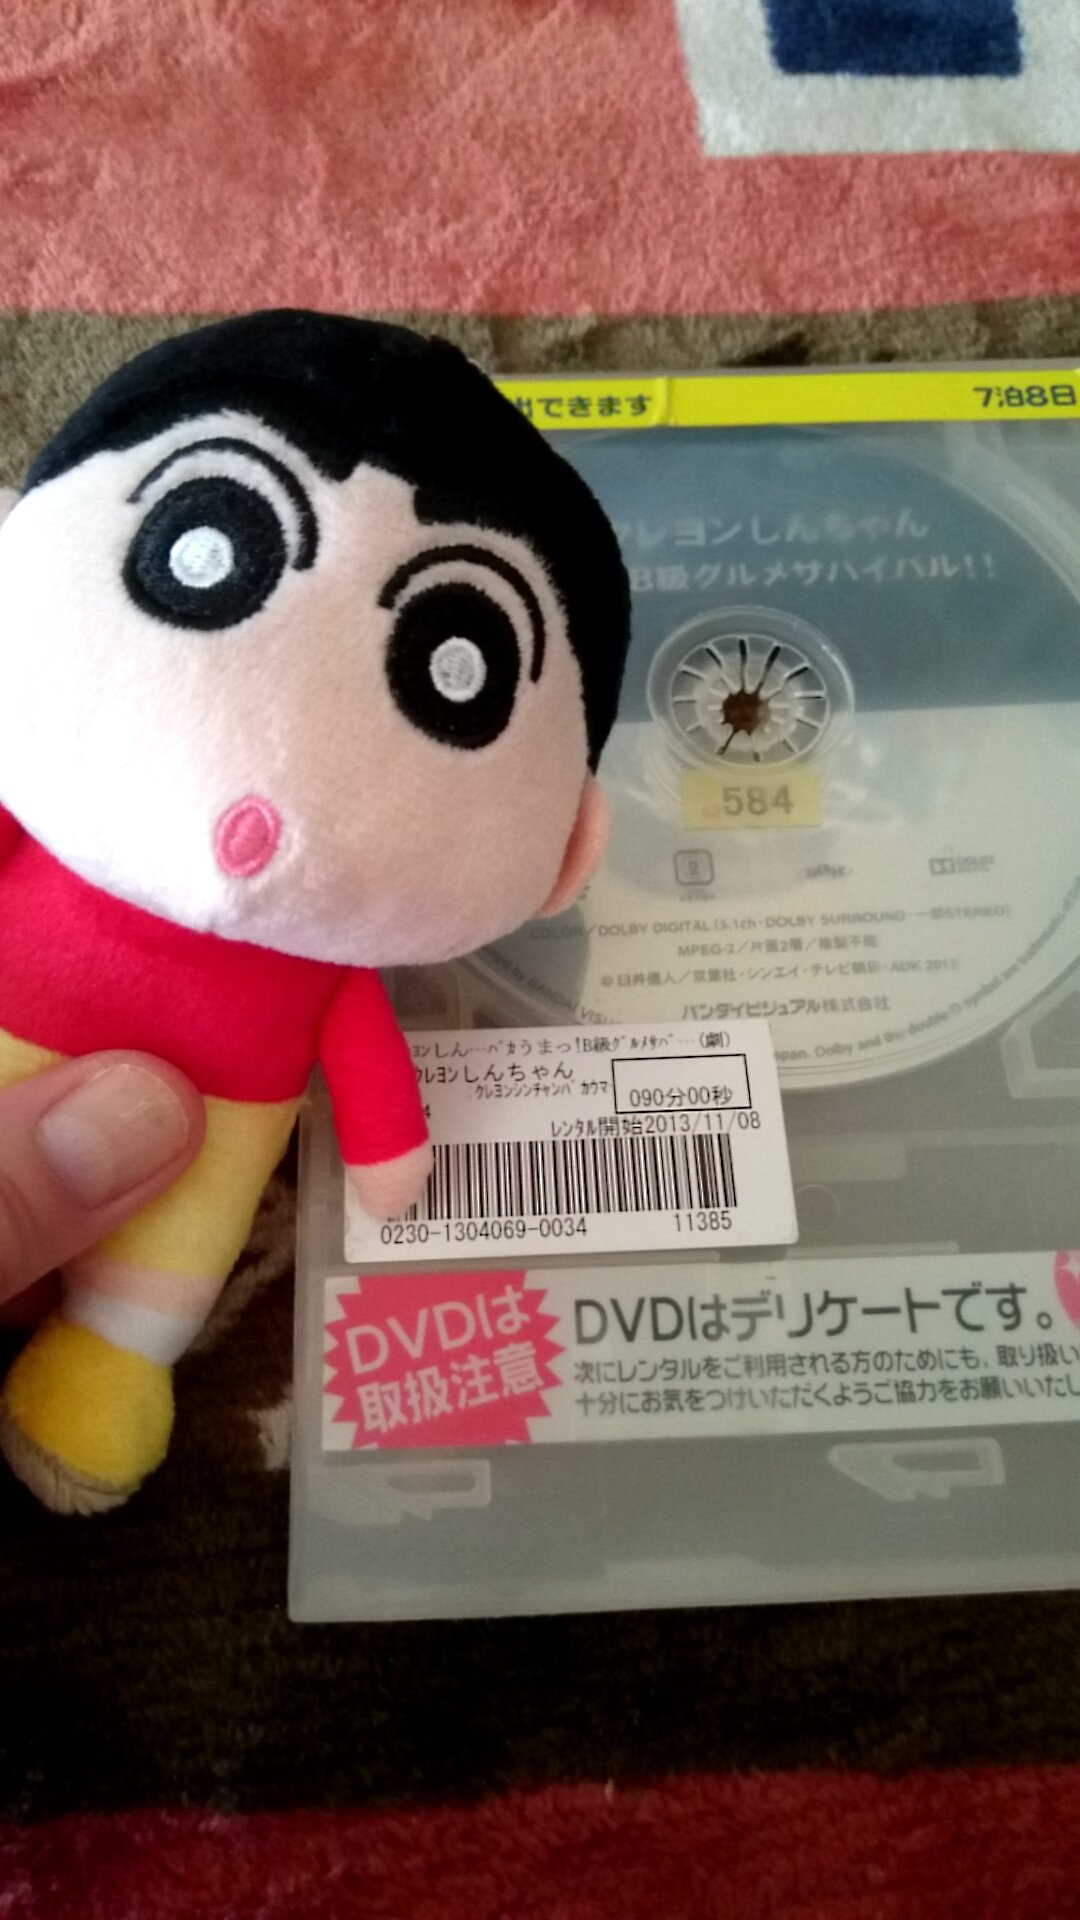 出できます
7泊8日
クレヨンしんちゃん
B級グルメサバイバル!!
584
2
COLOR/DOLBY DIGITAL(5.1ch・DOLBY SURROUND・一部STEREO)
MPEG-2/片面2層/複製不能
©臼井儀人/双葉社・シンエイ・テレビ朝日・ADK 2013
バンダイビジュアル株式会社
ヨンしん…バカうまっ!B級グルメサバ…(劇)
クレヨンしんちゃん
:クレヨンシンチャンバカウマ
090分00秒
4
レンタル開始2013/11/08
0230-1304069-0034
11385
DVDは
取扱注意
DVDはデリケートです。
次にレンタルをご利用される方のためにも、取り扱い
十分にお気をつけいただくようご協力をお願いいたし